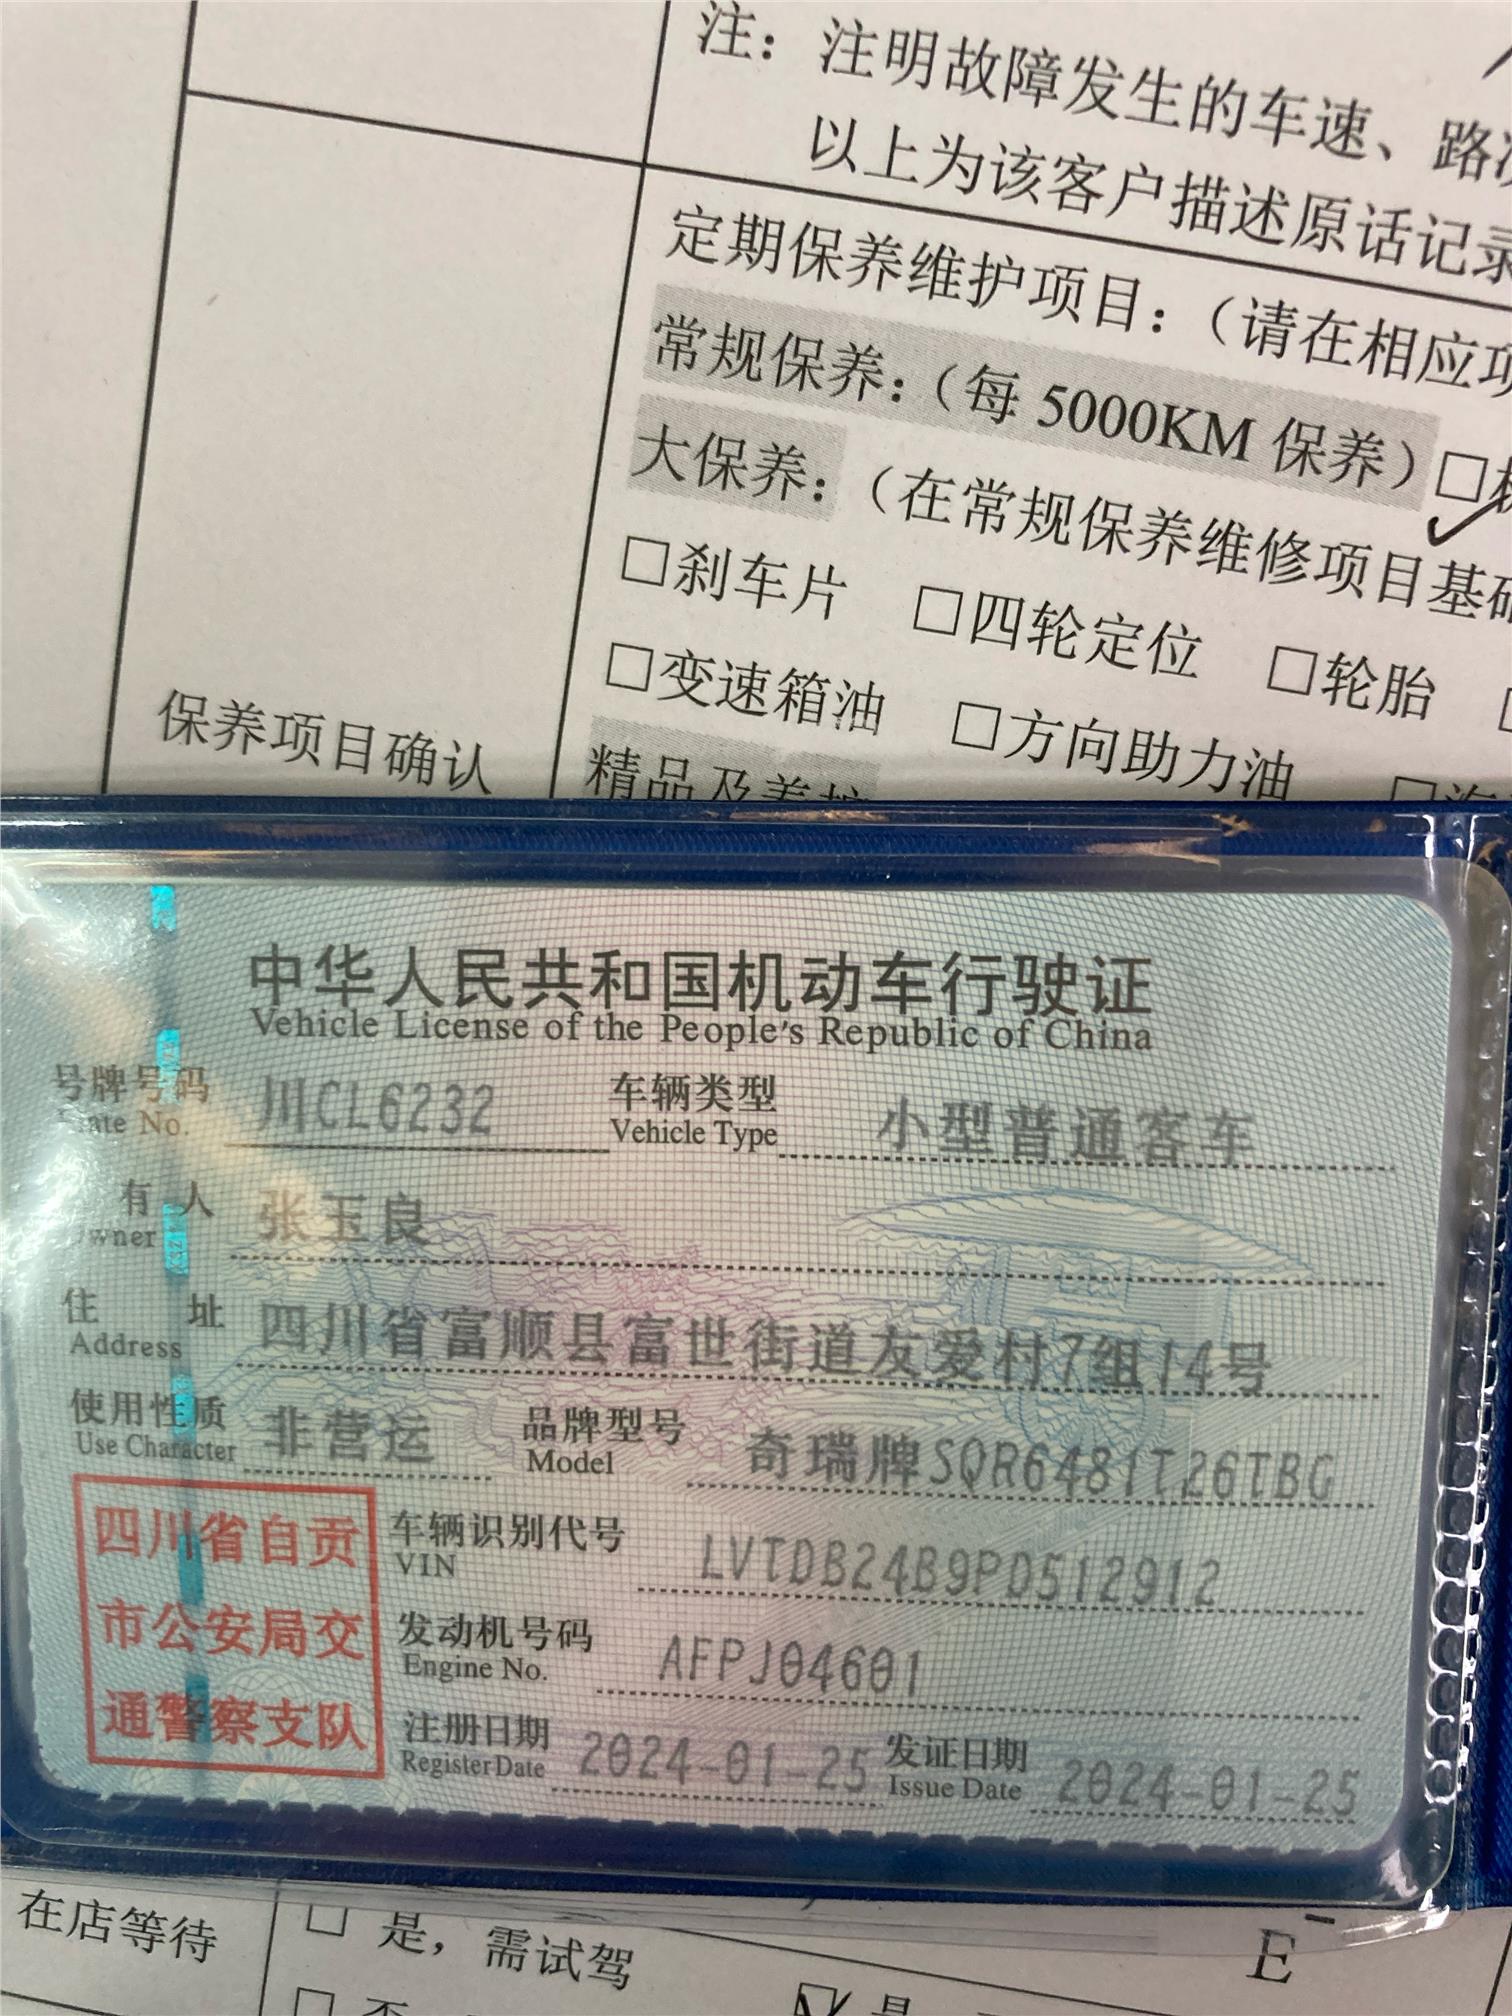 注：注明故障发生的车速、路
以上为该客户描述原话记录
定期保养维护项目：（请在相应项
常规保养：（每 5000KM 保养）□
大保养：（在常规保养维修项目基础
□刹车片 □四轮定位 □轮胎
□变速箱油 □方向助力油
保养项目确认
精品及养护
中华人民共和国机动车行驶证
Vehicle License of the People's Republic of China
号牌号码 川CL6232 车辆类型 小型普通客车
Plate No. Vehicle Type
有人 张玉良
Owner
住址 四川省富顺县富世街道友爱村7组14号
Address
使用性质 非营运 品牌型号 奇瑞牌SQR6481T26TBG
Use Character Model
四川省自贡
市公安局交
通警察支队
车辆识别代号 LVTDB24B9PD512912
VIN
发动机号码 AFPJ04601
Engine No.
注册日期 2024-01-25 发证日期 2024-01-25
Register Date Issue Date
在店等待 □ 是，需试驾
E
□ 否 ☑ 是